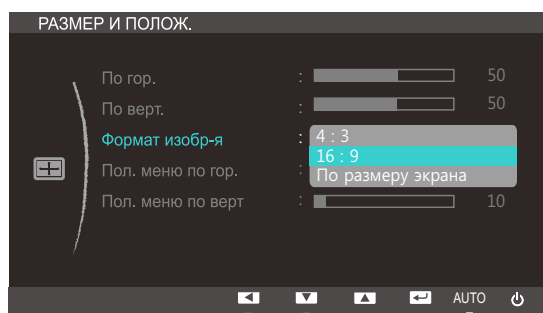 РАЗМЕР И ПОЛОЖ.
По гор. : 50
По верт. : 50
Формат изобр-я : 4 : 3
16 : 9
Пол. меню по гор. : По размеру экрана
Пол. меню по верт : 10
AUTO